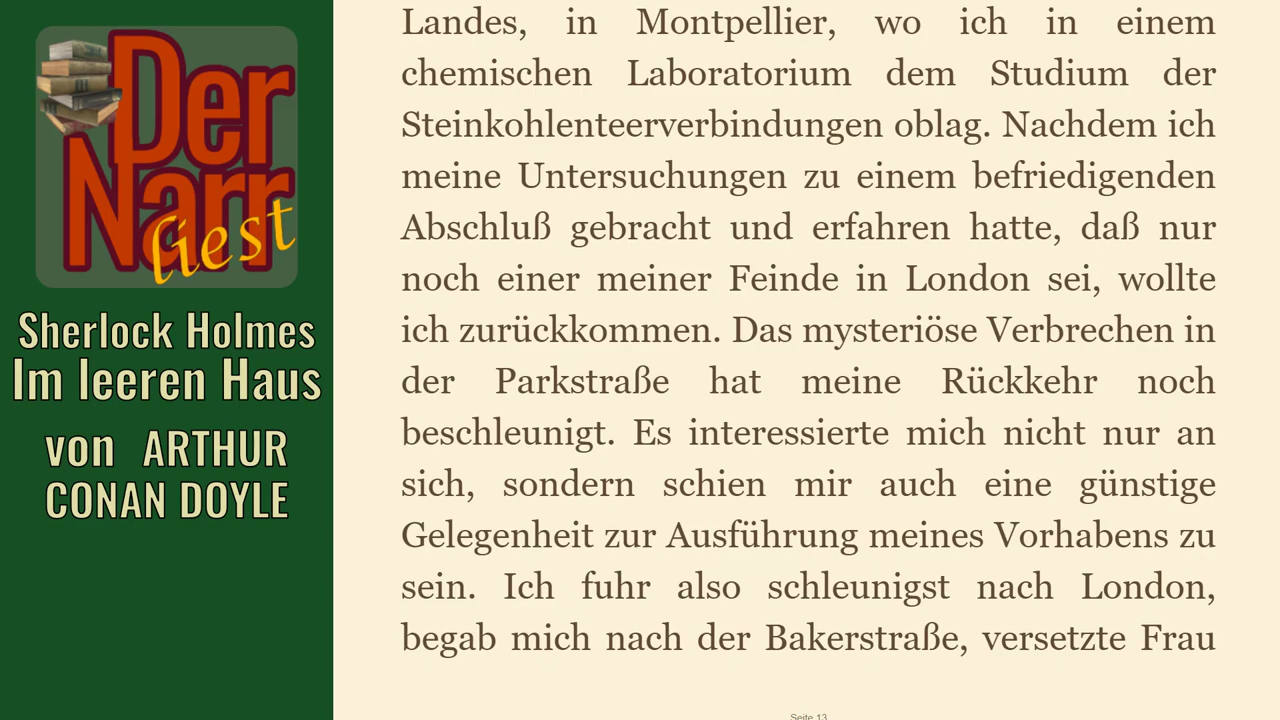 Der
Narr
liest
Sherlock Holmes
Im leeren Haus
von ARTHUR
CONAN DOYLE
Landes, in Montpellier, wo ich in einem
chemischen Laboratorium dem Studium der
Steinkohlenteerverbindungen oblag. Nachdem ich
meine Untersuchungen zu einem befriedigenden
Abschluß gebracht und erfahren hatte, daß nur
noch einer meiner Feinde in London sei, wollte
ich zurückkommen. Das mysteriöse Verbrechen in
der Parkstraße hat meine Rückkehr noch
beschleunigt. Es interessierte mich nicht nur an
sich, sondern schien mir auch eine günstige
Gelegenheit zur Ausführung meines Vorhabens zu
sein. Ich fuhr also schleunigst nach London,
begab mich nach der Bakerstraße, versetzte Frau
Seite 13